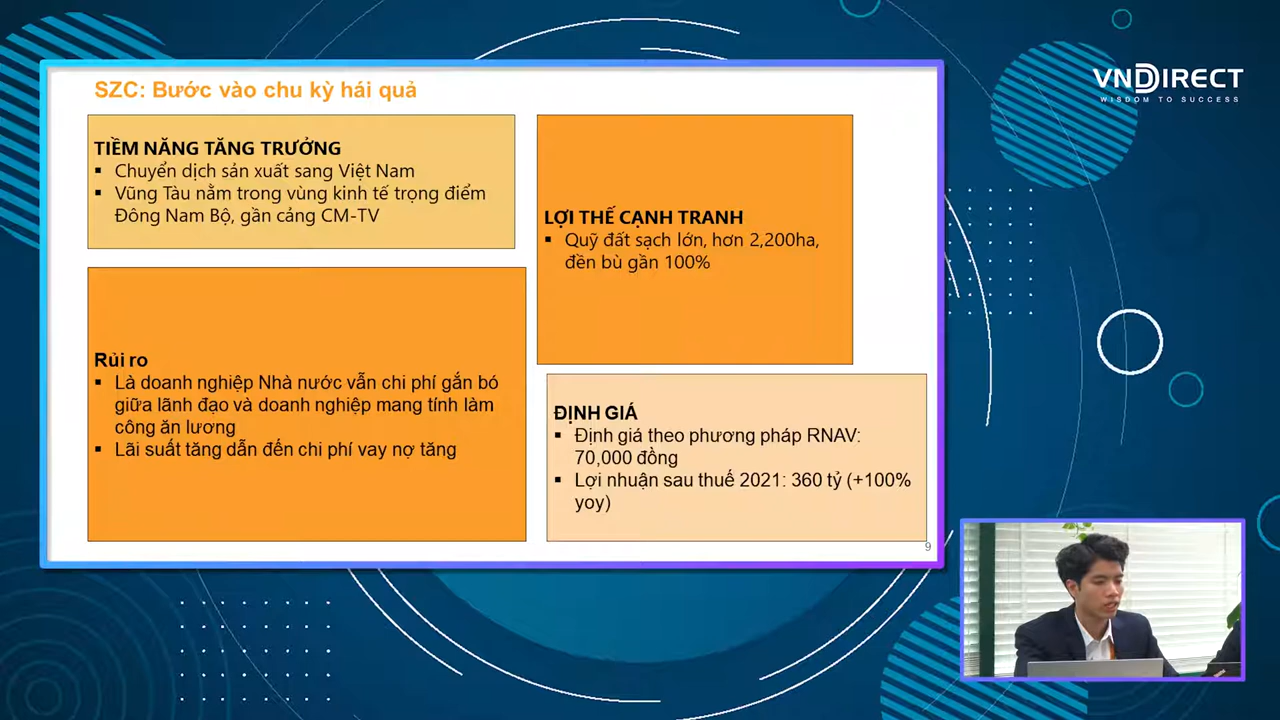 VNDIRECT
WISDOM TO SUCCESS
SZC: Bước vào chu kỳ hái quả
TIỀM NĂNG TĂNG TRƯỞNG
▪ Chuyển dịch sản xuất sang Việt Nam
▪ Vũng Tàu nằm trong vùng kinh tế trọng điểm
Đông Nam Bộ, gần cảng CM-TV
LỢI THẾ CẠNH TRANH
▪ Quỹ đất sạch lớn, hơn 2,200ha,
đền bù gần 100%
Rủi ro
▪ Là doanh nghiệp Nhà nước vẫn chi phí gắn bó
giữa lãnh đạo và doanh nghiệp mang tính làm
công ăn lương
▪ Lãi suất tăng dẫn đến chi phí vay nợ tăng
ĐỊNH GIÁ
▪ Định giá theo phương pháp RNAV:
70,000 đồng
▪ Lợi nhuận sau thuế 2021: 360 tỷ (+100%
yoy)
9